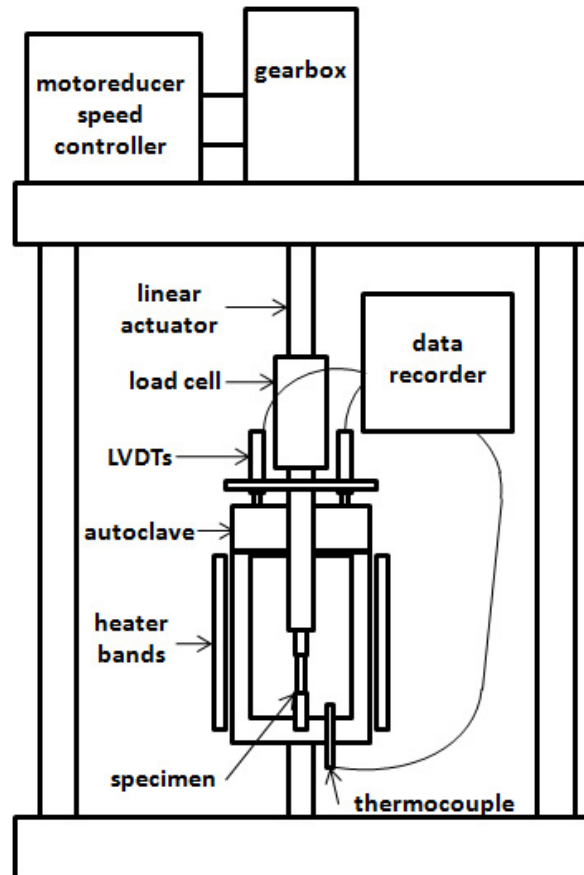 gearbox
motoreducer
speed
controller
linear
actuator
data
recorder
load cell
LVDTs
autoclave
heater
bands
specimen
thermocouple